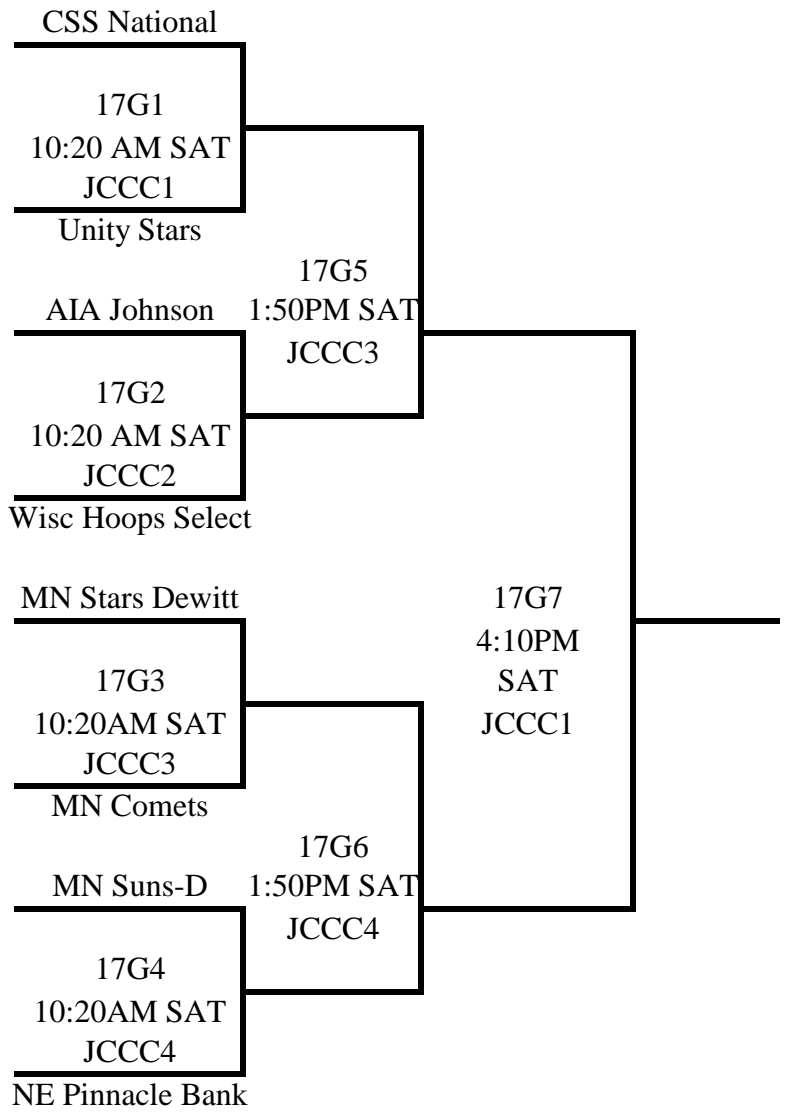 CSS National
17G1
10:20 AM SAT
JCCC1
Unity Stars
17G5
1:50PM SAT
JCCC3
AIA Johnson
17G2
10:20 AM SAT
JCCC2
Wisc Hoops Select
MN Stars Dewitt
17G7
4:10PM
SAT
JCCC1
17G3
10:20AM SAT
JCCC3
MN Comets
17G6
1:50PM SAT
JCCC4
MN Suns-D
17G4
10:20AM SAT
JCCC4
NE Pinnacle Bank